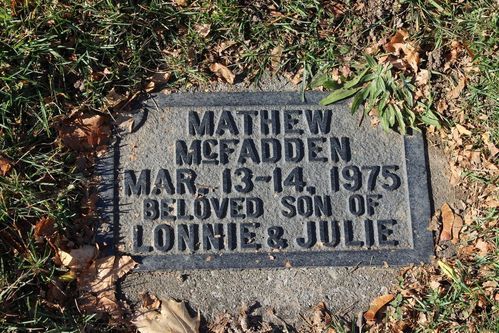 MATHEW
McFADDEN
MAR. 13-14, 1975
BELOVED SON OF
LONNIE & JULIE